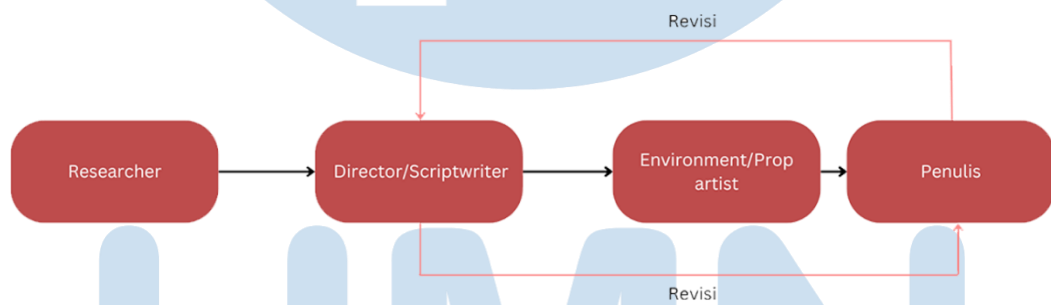 Revisi
Researcher
Director/Scriptwriter
Environment/Prop
artist
Penulis
Revisi